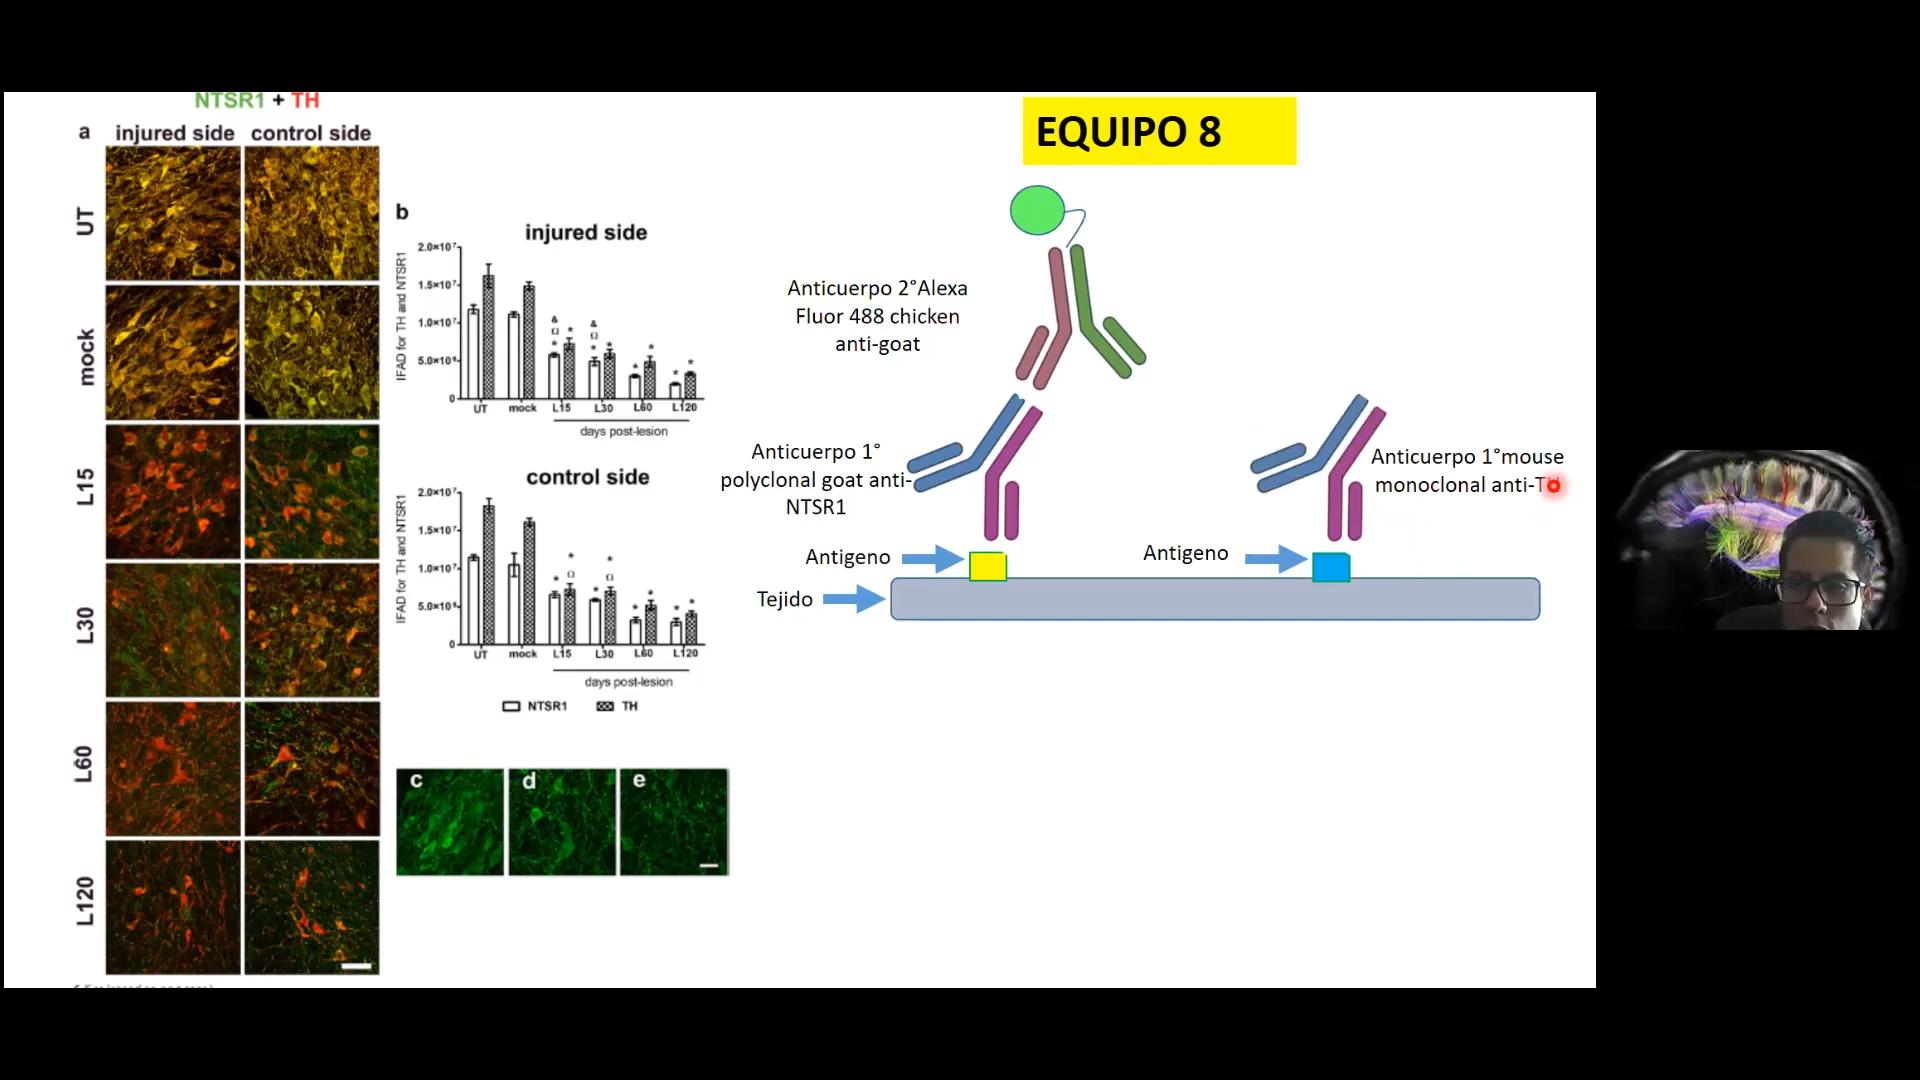 NTSR1 + TH
a
injured side control side
UT
mock
L15
L30
L60
L120
b
injured side
IFAD for TH and NTSR1
2.0×10⁷
1.5×10⁷
1.0×10⁷
5.0×10⁶
0
&
Ω
*
*
&
Ω
*
*
*
*
*
*
UT mock L15 L30 L60 L120
days post-lesion
control side
IFAD for TH and NTSR1
2.0×10⁷
1.5×10⁷
1.0×10⁷
5.0×10⁶
0
*
*
Ω
*
*
Ω
*
*
*
*
UT mock L15 L30 L60 L120
days post-lesion
NTSR1 TH
c d e
EQUIPO 8
Anticuerpo 2°Alexa
Fluor 488 chicken
anti-goat
Anticuerpo 1°
polyclonal goat anti-
NTSR1
Anticuerpo 1°mouse
monoclonal anti-TH
Antigeno
Antigeno
Tejido